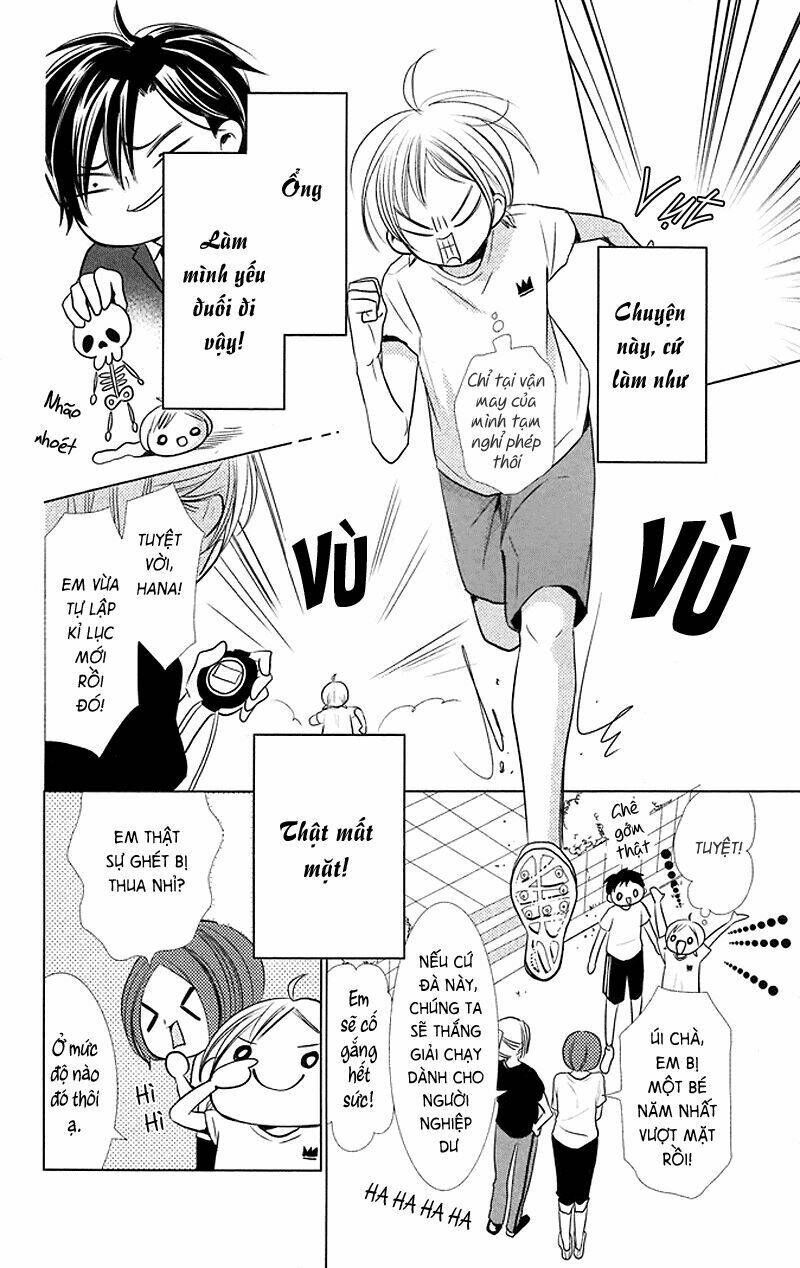 Vụt
Chuyện
này, cứ
làm như
Chỉ tại vận
may của
mình tạm
nghỉ phép
thôi
Ổng
Làm
mình yếu
đuối đi
vậy!
Nhão
nhoét
VÙ
VÙ
TUYỆT
VỜI,
HANA!
EM VỪA
TỰ LẬP
KỈ LỤC
MỚI
RỒI
ĐÓ!
Thật mất
mặt!
TUYỆT!
Ghê
gớm
thật
ÚI CHÀ,
EM BỊ
MỘT BÉ
NĂM NHẤT
VƯỢT MẶT
RỒI!
NẾU CỨ
ĐÀ NÀY,
CHÚNG TA
SẼ THẮNG
GIẢI CHẠY
DÀNH CHO
NGƯỜI
NGHIỆP
DƯ
Em
sẽ cố
gắng hết
sức!
HA HA HA HA
EM THẬT
SỰ GHÉT BỊ
THUA NHỈ?
Ở mức
độ nào
đó thôi
ạ.
Hì
Hì